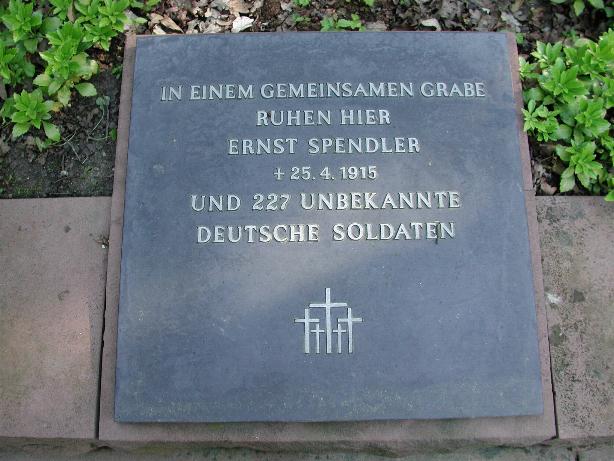 IN EINEM GEMEINSAMEN GRABE
RUHEN HIER
ERNST SPENDLER
+ 25. 4. 1915
UND 227 UNBEKANNTE
DEUTSCHE SOLDATEN